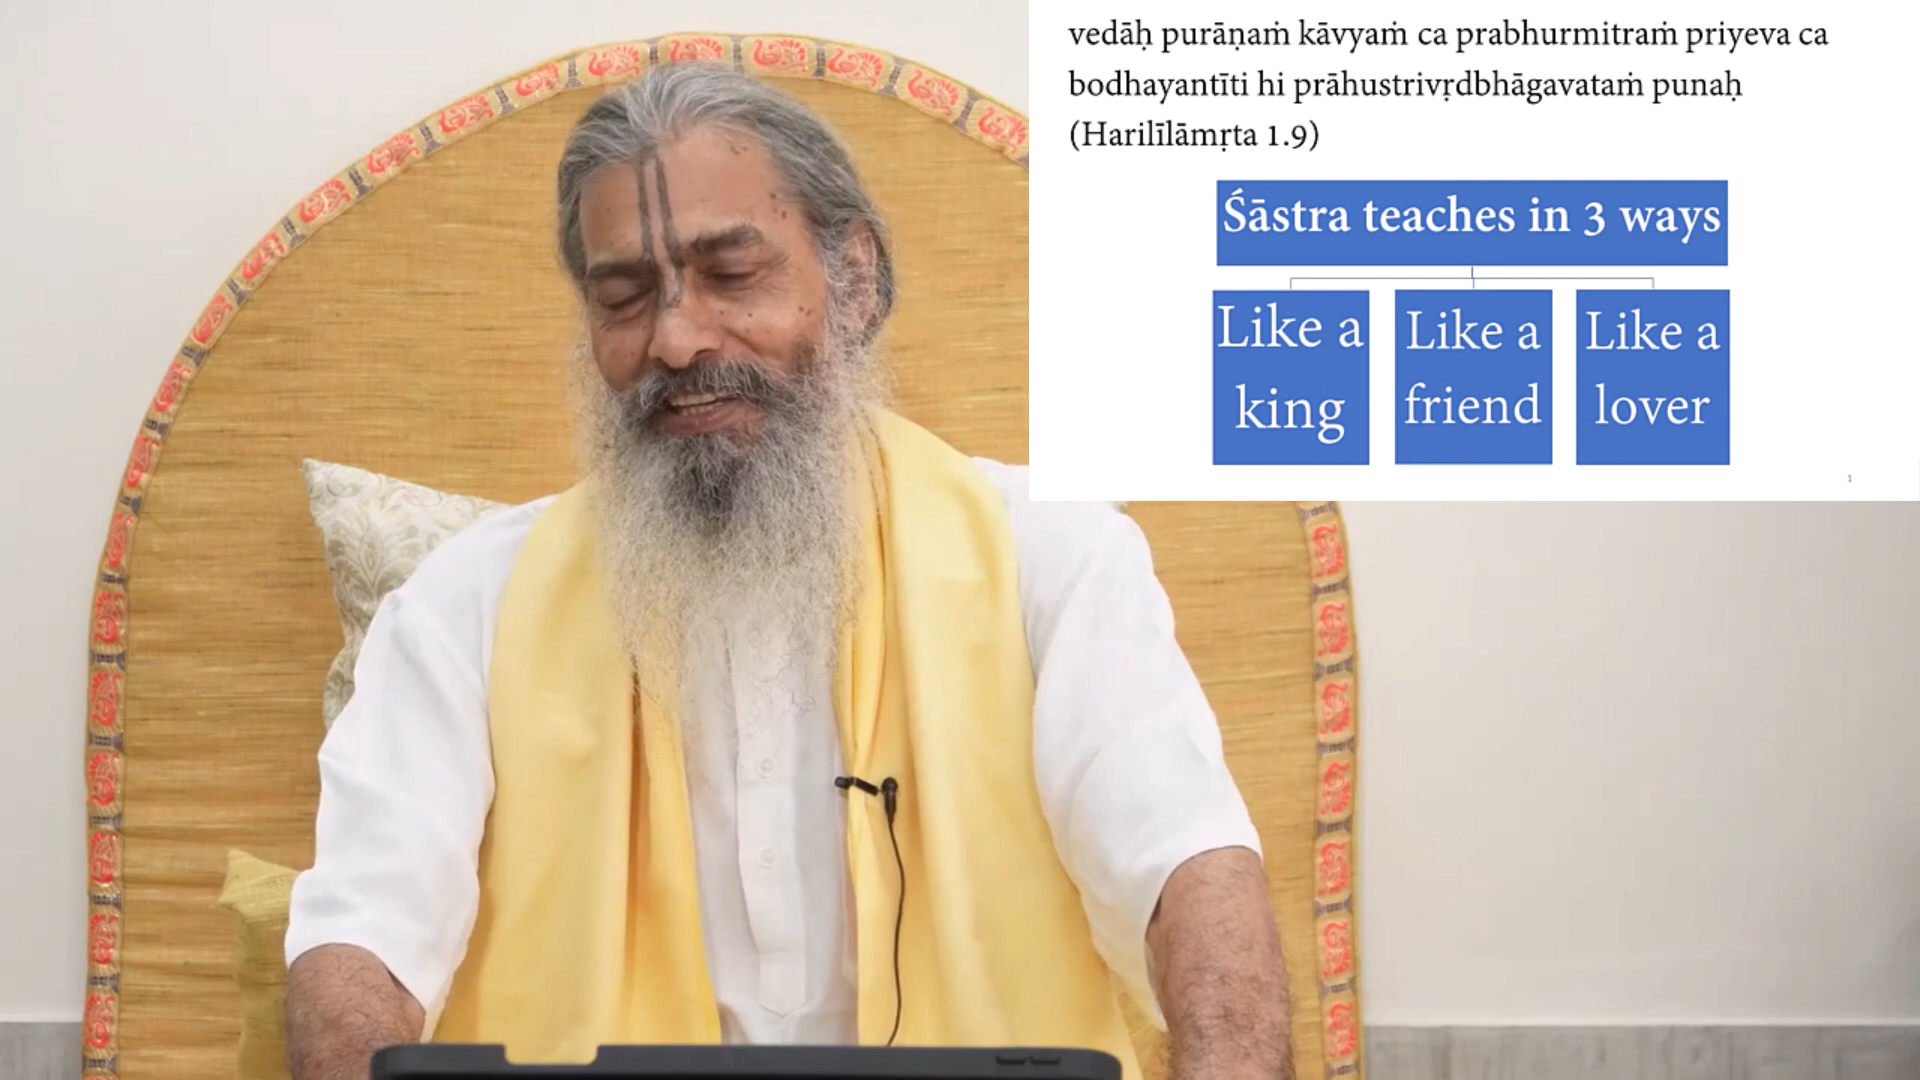 vedāḥ purāṇaṁ kāvyaṁ ca prabhurmitraṁ priyeva ca
bodhayantīti hi prāhustrivṛdbhāgavataṁ punaḥ
(Harilīlāmṛta 1.9)
Śāstra teaches in 3 ways
Like a
king
Like a
friend
Like a
lover
1